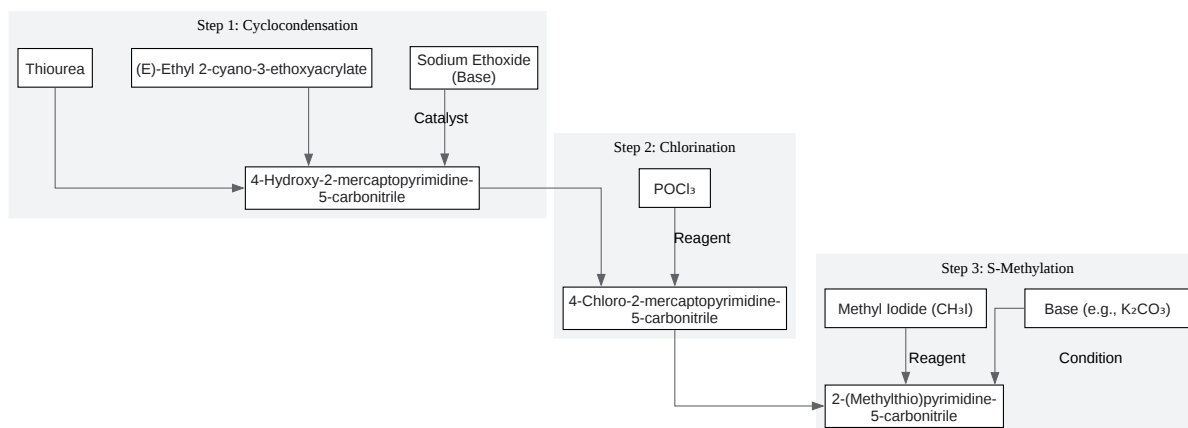 Step 1: Cyclocondensation
Thiourea
(E)-Ethyl 2-cyano-3-ethoxyacrylate
Sodium Ethoxide
(Base)
Catalyst
4-Hydroxy-2-mercaptopyrimidine-
5-carbonitrile
Step 2: Chlorination
POCl₃
Reagent
4-Chloro-2-mercaptopyrimidine-
5-carbonitrile
Step 3: S-Methylation
Methyl Iodide (CH₃I)
Base (e.g., K₂CO₃)
Reagent
Condition
2-(Methylthio)pyrimidine-
5-carbonitrile